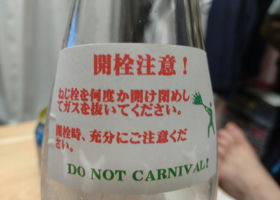 開栓注意！
ねじ栓を何度か開け閉めし
てガスを抜いてください。
開栓時、充分にご注意くだ
さい。
DO NOT CARNIVAL!